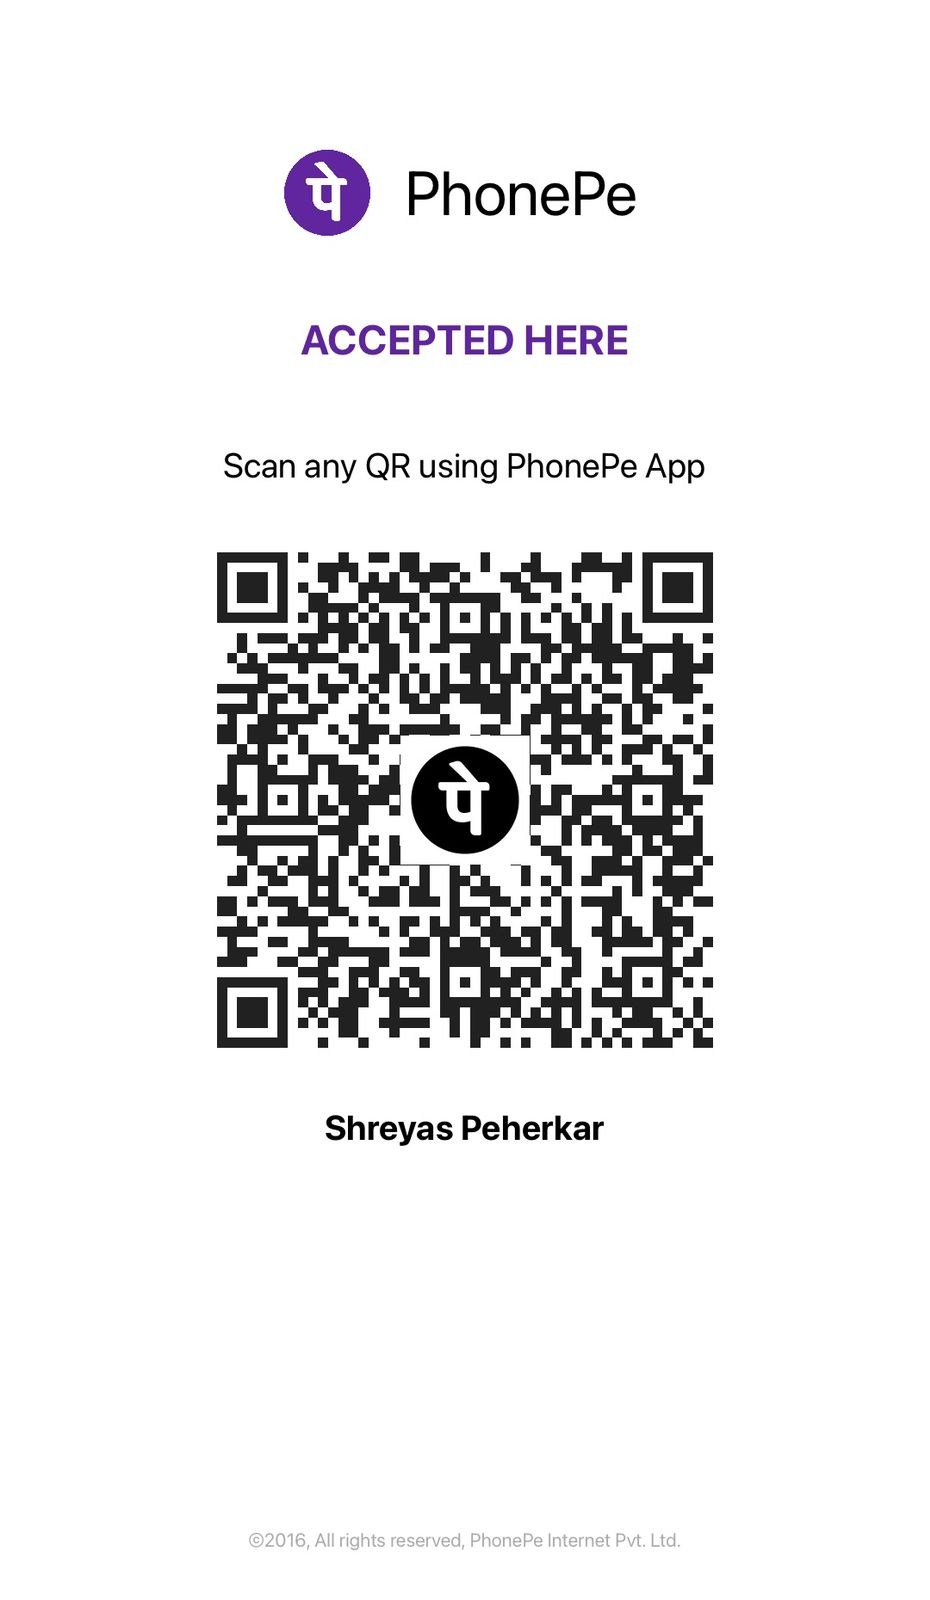 पे PhonePe
ACCEPTED HERE
Scan any QR using PhonePe App
पे
Shreyas Peherkar
©2016, All rights reserved, PhonePe Internet Pvt. Ltd.